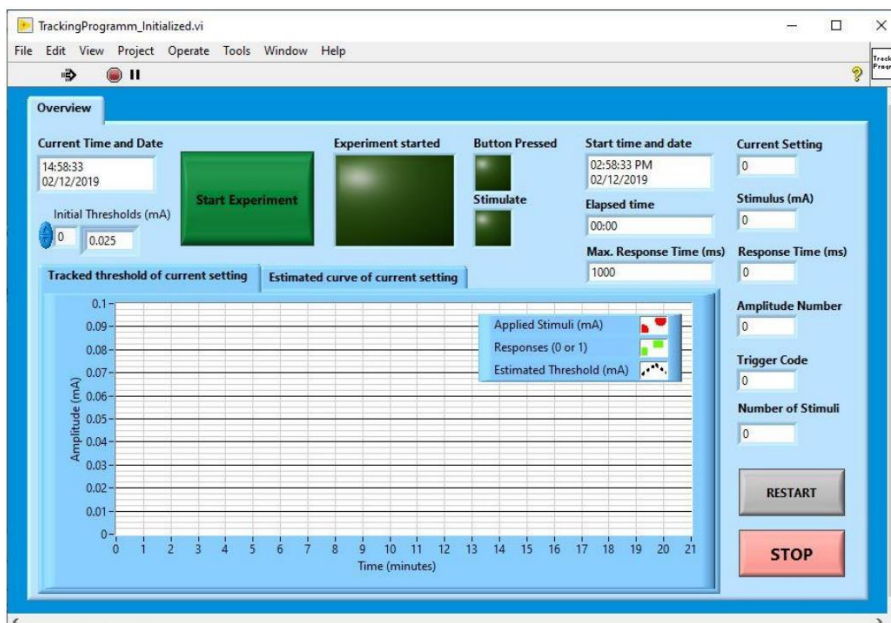 TrackingProgramm_Initialized.vi
File Edit View Project Operate Tools Window Help
Overview
Current Time and Date
14:58:33
02/12/2019
Initial Thresholds (mA)
0
0.025
Start Experiment
Experiment started
Button Pressed
Stimulate
Start time and date
02:58:33 PM
02/12/2019
Elapsed time
00:00
Max. Response Time (ms)
1000
Current Setting
0
Stimulus (mA)
0
Response Time (ms)
0
Amplitude Number
0
Trigger Code
0
Number of Stimuli
0
RESTART
STOP
Tracked threshold of current setting
Estimated curve of current setting
Applied Stimuli (mA)
Responses (0 or 1)
Estimated Threshold (mA)
Amplitude (mA)
0.1
0.09
0.08
0.07
0.06
0.05
0.04
0.03
0.02
0.01
0
0 1 2 3 4 5 6 7 8 9 10 11 12 13 14 15 16 17 18 19 20 21
Time (minutes)